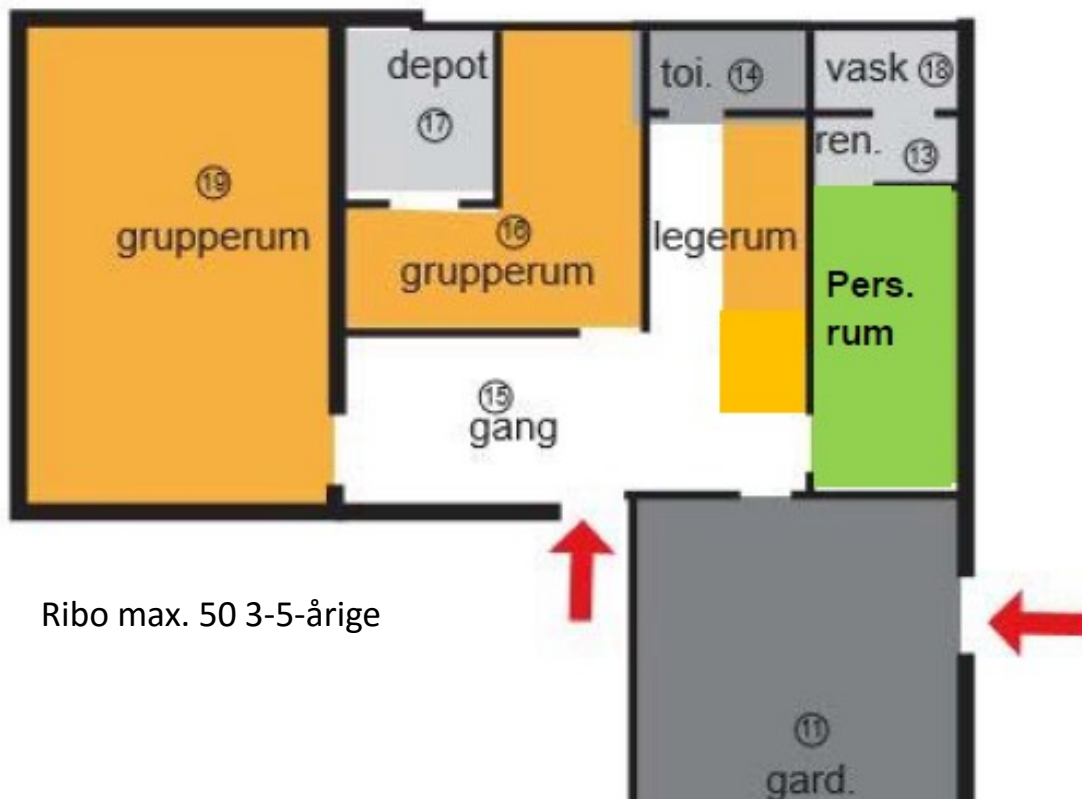 depot
17
toi. 14
vask 18
ren. 13
19
grupperum
16
grupperum
legerum
Pers.
rum
15
gang
Ribo max. 50 3-5-årige
11
gard.